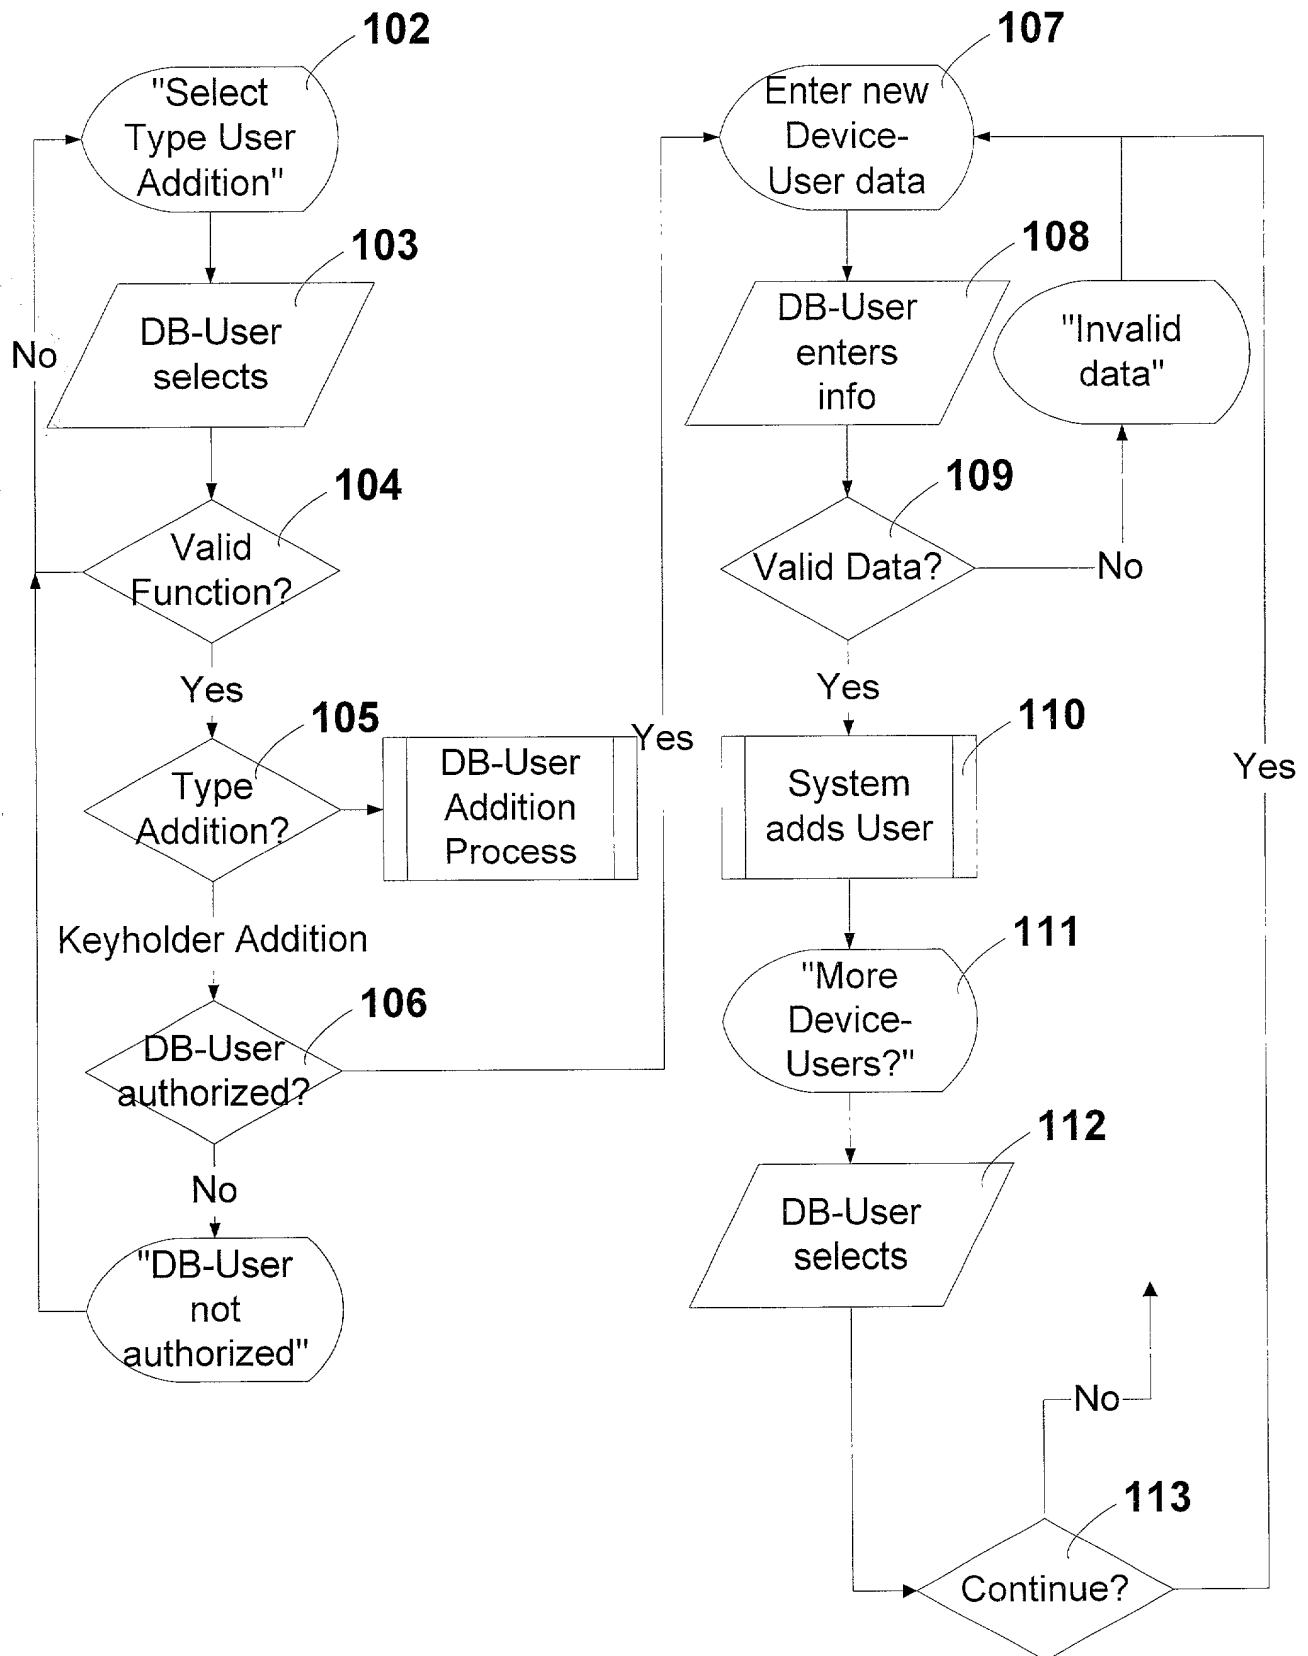 102
"Select
Type User
Addition"
103
DB-User
selects
No
104
Valid
Function?
Yes
105
Type
Addition?
DB-User
Addition
Process
Keyholder Addition
106
DB-User
authorized?
Yes
No
"DB-User
not
authorized"
107
Enter new
Device-
User data
108
DB-User
enters
info
"Invalid
data"
109
Valid Data?
No
Yes
110
System
adds User
Yes
111
"More
Device-
Users?"
112
DB-User
selects
No
113
Continue?